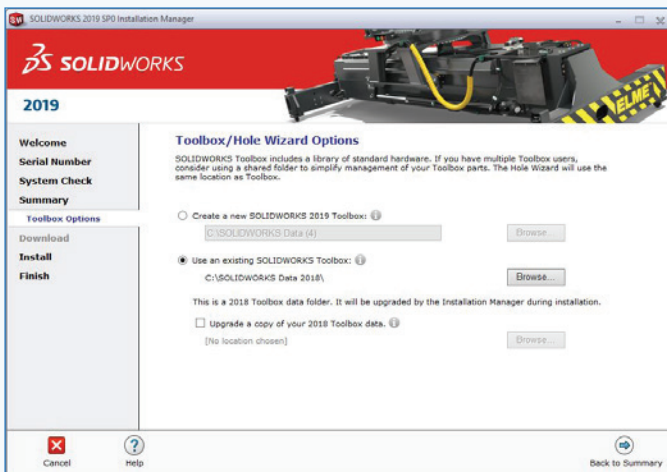 SOLIDWORKS 2019 SP0 Installation Manager
SOLIDWORKS
ELME
2019
Welcome
Serial Number
System Check
Summary
Toolbox Options
Download
Install
Finish
Toolbox/Hole Wizard Options
SOLIDWORKS Toolbox includes a library of standard hardware. If you have multiple Toolbox users,
consider using a shared folder to simplify management of your Toolbox parts. The Hole Wizard will use the
same location as Toolbox.
Create a new SOLIDWORKS 2019 Toolbox:
C:\SOLIDWORKS Data (4)
Browse...
Use an existing SOLIDWORKS Toolbox:
C:\SOLIDWORKS Data 2018\
Browse...
This is a 2018 Toolbox data folder. It will be upgraded by the Installation Manager during installation.
Upgrade a copy of your 2018 Toolbox data.
[No location chosen]
Browse...
Cancel
Help
Back to Summary